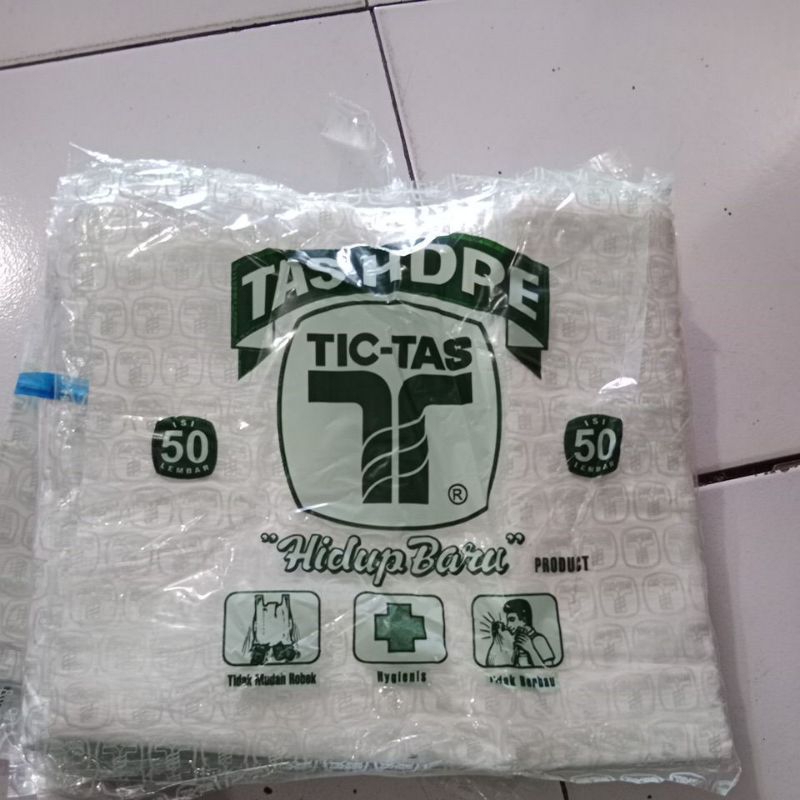 TAS HDPE
TIC-TAS
®
ISI
50
LEMBAR
ISI
50
LEMBAR
"Hidup Baru" PRODUCT
Tidak Mudah Robek
Hygienis
Tidak Berbau